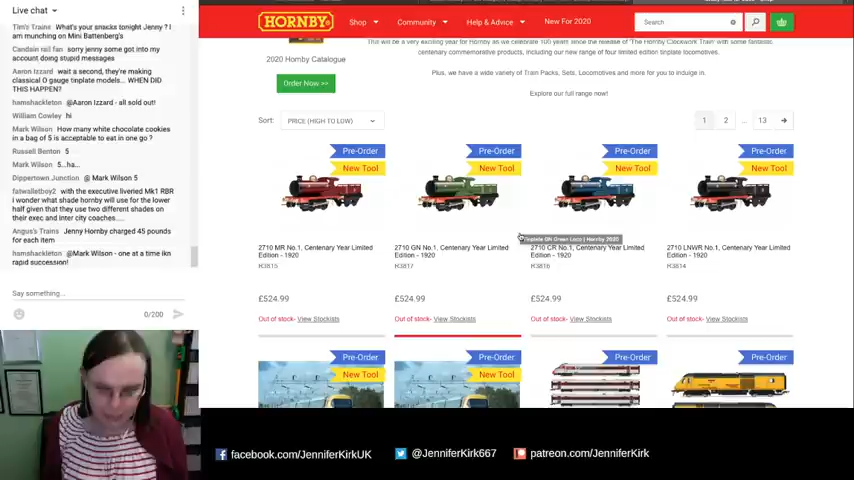 Live chat
Tim's Trains What's your snacks tonight Jenny ? I
am munching on Mini Battenberg's
Candain rail fan sorry jenny some got into my
account doing stupid messages
Aaron Izzard wait a second, they're making
classical O gauge tinplate models... WHEN DID
THIS HAPPEN?
hamshackleton @Aaron Izzard - all sold out!
William Cowley hi
Mark Wilson How many white chocolate cookies
in a bag of 5 is acceptable to eat in one go ?
Russell Benton 5
Mark Wilson 5...ha...
Dippertown Junction @ Mark Wilson 5
fatwalletboy2 with the executive liveried Mk1 RBR
i wonder what shade hornby will use for the lower
half given that they use two different shades on
their exec and inter city coaches....
Angus's Trains Jenny Hornby charged 45 pounds
for each item
hamshackleton @Mark Wilson - one at a time ikn
rapid succession!
Say something...
0/200
HORNBY
Shop
Community
Help & Advice
New For 2020
Search
This will be a very exciting year for Hornby as we celebrate 100 years since the release of "The Hornby Clockwork Train" with some fantastic,
centenary commemorative products, including our new range of four limited edition tinplate locomotives.
Plus, we have a wide variety of Train Packs, Sets, Locomotives and more for you to indulge in.
Explore our full range now!
2020 Hornby Catalogue
Order Now >>
Sort: PRICE (HIGH TO LOW)
1 2 ... 13
Pre-Order Pre-Order Pre-Order Pre-Order
New Tool New Tool New Tool New Tool
2710 MR No.1, Centenary Year Limited
Edition - 1920
R3815
£524.99
Out of stock- View Stockists
2710 GN No.1, Centenary Year Limited
Edition - 1920
R3817
£524.99
Out of stock- View Stockists
2710 CR No.1, Centenary Year Limited
Edition - 1920
R3816
£524.99
Out of stock- View Stockists
2710 LNWR No.1, Centenary Year Limited
Edition - 1920
R3814
£524.99
Out of stock- View Stockists
Pre-Order Pre-Order Pre-Order Pre-Order
New Tool New Tool
facebook.com/JenniferKirkUK
@JenniferKirk667
patreon.com/JenniferKirk